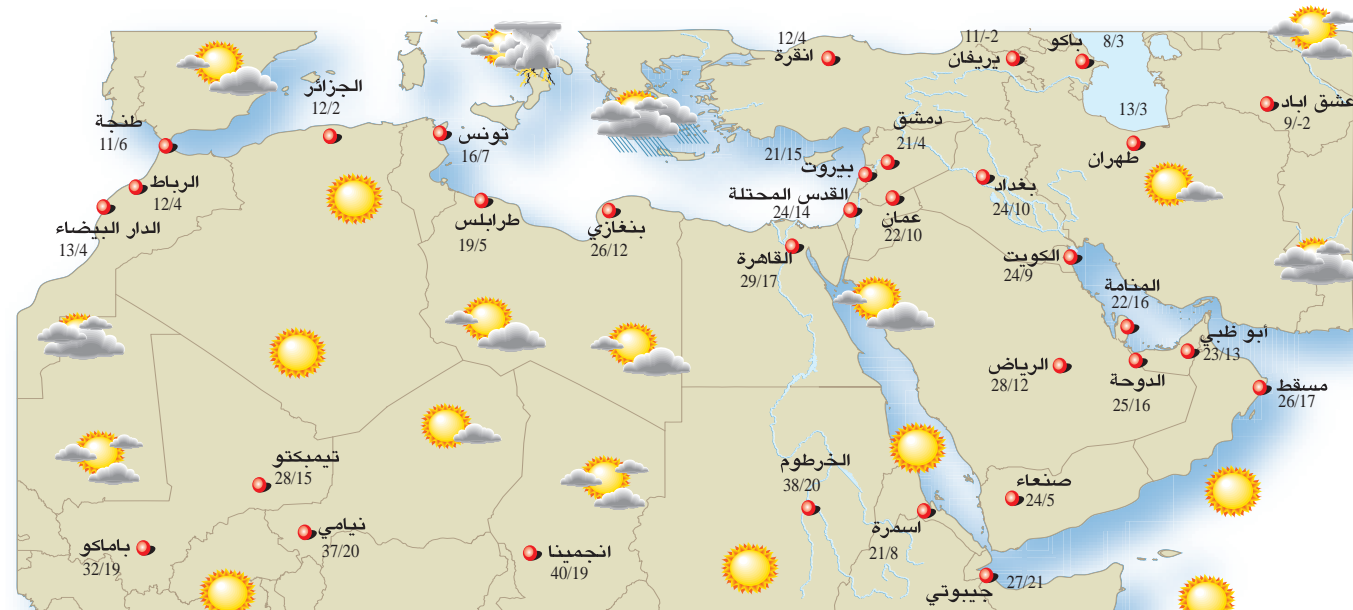 الجزائر
12/2
طنجة
11/6
الرباط
12/4
الدار البيضاء
13/4
تونس
16/7
طرابلس
19/5
بنغازي
26/12
12/4
انقرة
11/-2
يريفان
باكو
8/3
عشق اباد
9/-2
13/3
طهران
دمشق
21/4
21/15
بيروت
القدس المحتلة
24/14
عمان
22/10
بغداد
24/10
القاهرة
29/17
الكويت
24/9
المنامة
22/16
أبو ظبي
23/13
الرياض
28/12
الدوحة
25/16
مسقط
26/17
تيمبكتو
28/15
الخرطوم
38/20
صنعاء
24/5
اسمرة
21/8
نيامي
37/20
باماكو
32/19
انجمينا
40/19
27/21
جيبوتي